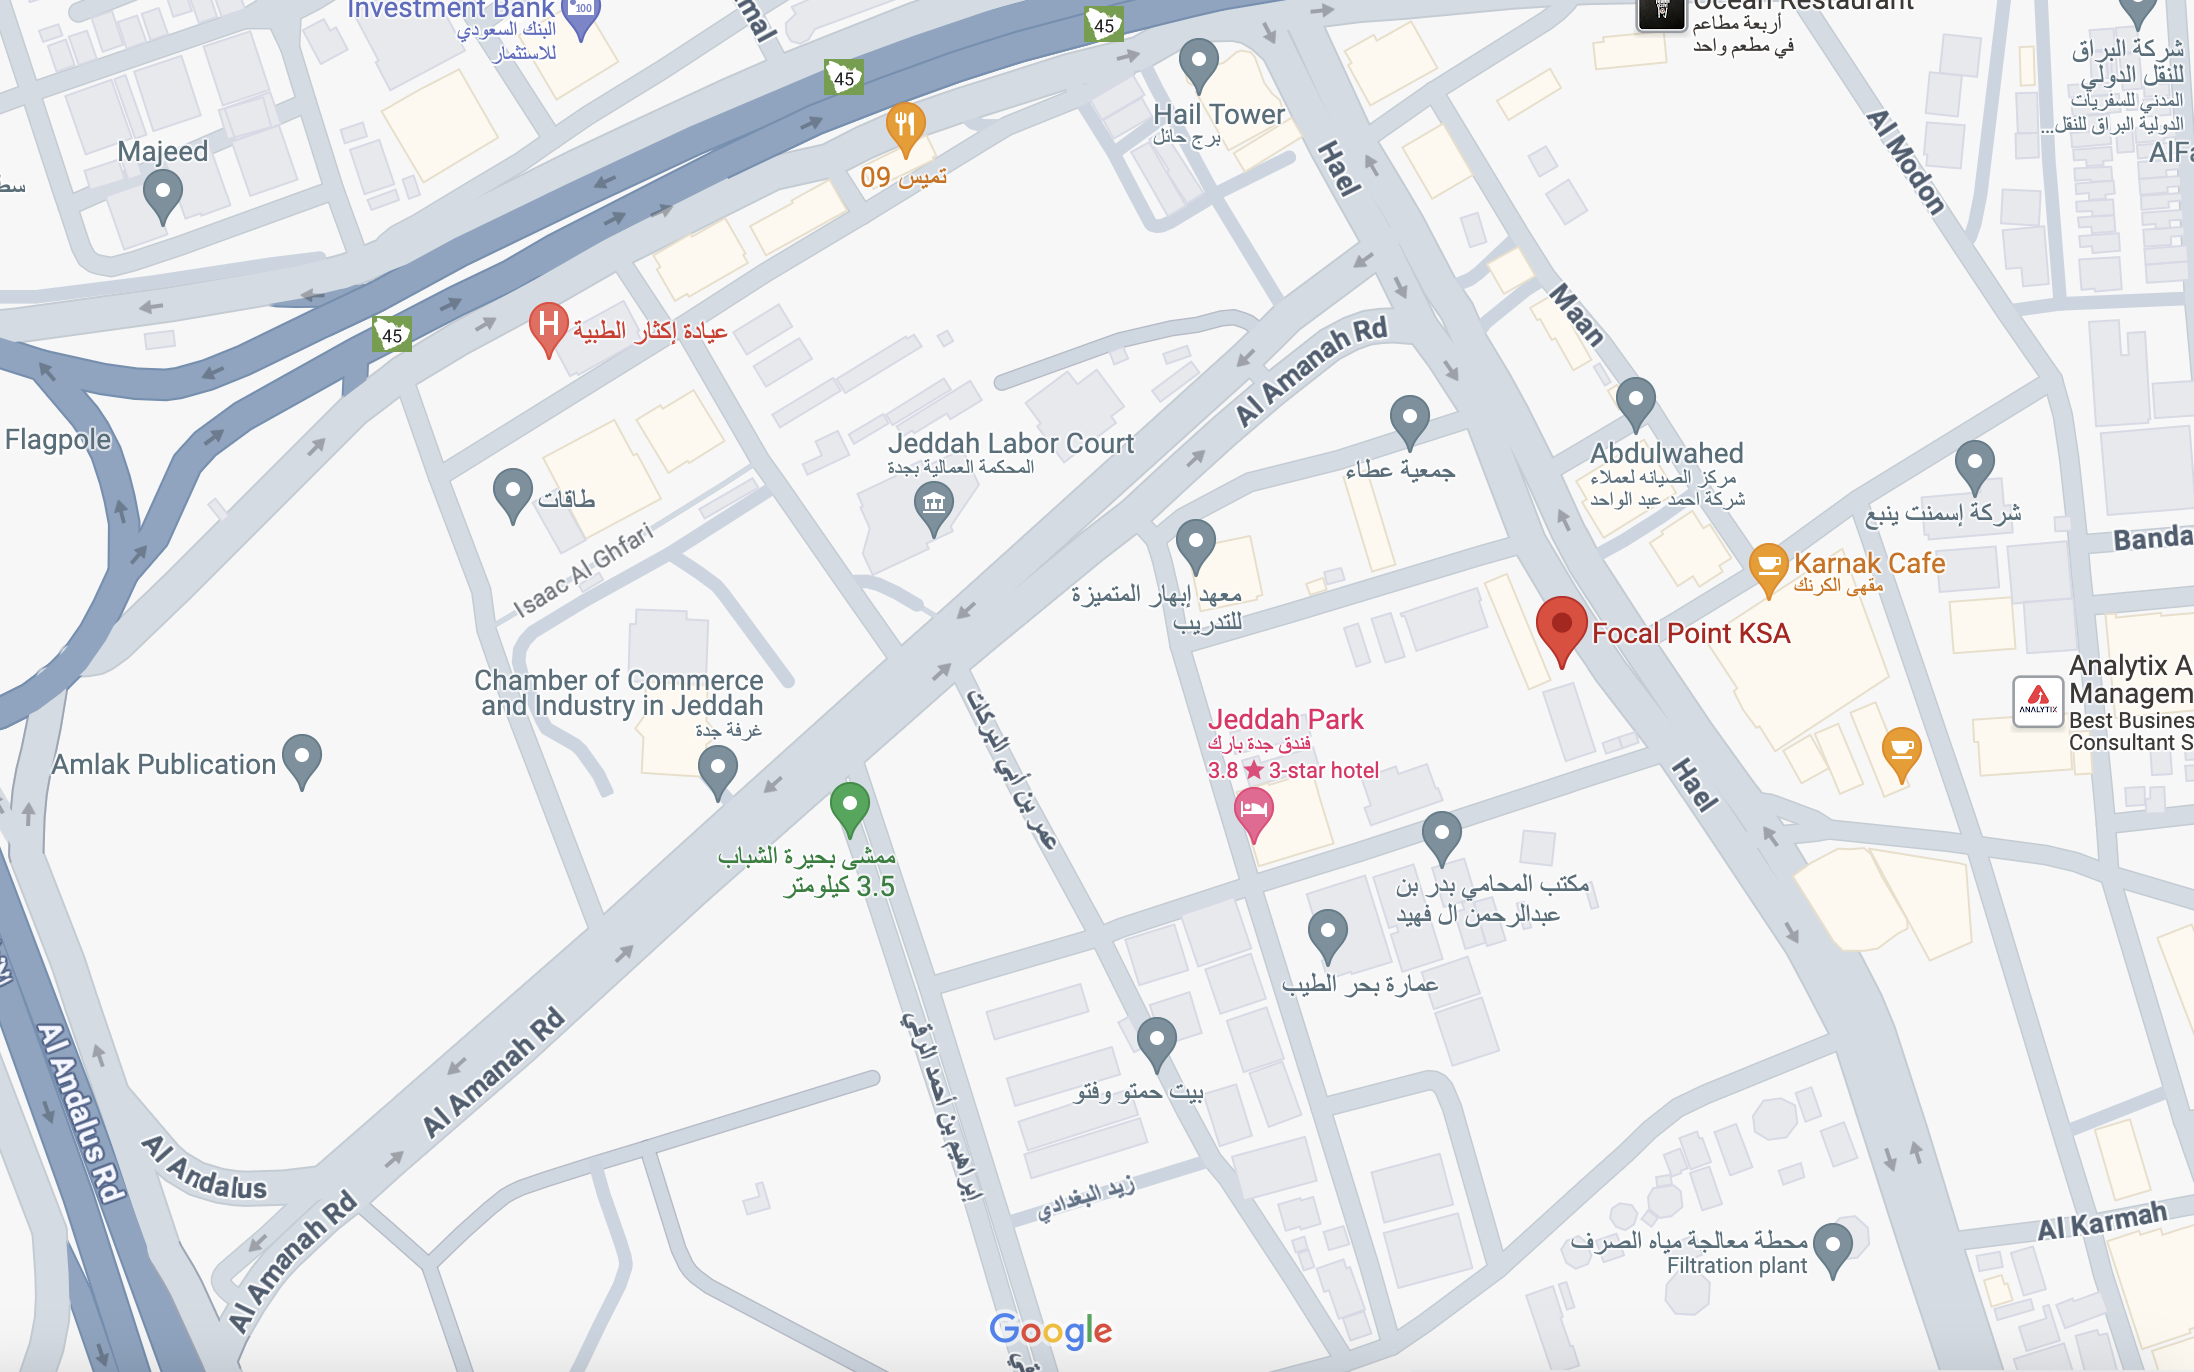 Investment Bank
البنك السعودي
للاستثمار
45
45
Ocean Restaurant
أربعة مطاعم
في مطعم واحد
شركة البراق
للنقل الدولي
المدني للسفريات
الدولية البراق للنقل...
Hail Tower
برج حائل
Majeed
تميس 09
Hael
Al Modon
45
عيادة إكثار الطبية
Maan
Al Amanah Rd
Flagpole
Jeddah Labor Court
المحكمة العمالية بجدة
جمعية عطاء
Abdulwahed
مركز الصيانه لعملاء
شركة احمد عبد الواحد
طاقات
شركة إسمنت ينبع
Isaac Al Ghfari
Karnak Cafe
مقهى الكرنك
معهد إبهار المتميزة
للتدريب
Focal Point KSA
Chamber of Commerce
and Industry in Jeddah
غرفة جدة
عمر بن أبي البركات
Jeddah Park
فندق جدة بارك
3.8 ★ 3-star hotel
ANALYTIX
Analytix A
Managem
Best Busines
Consultant S
Amlak Publication
Hael
ممشى بحيرة الشباب
3.5 كيلومتر
مكتب المحامي بدر بن
عبدالرحمن ال فهيد
عمارة بحر الطيب
Al Amanah Rd
ابراهيم بن أحمد الرقي
Al Andalus Rd
بيت حمتو وفتو
Al Andalus
زيد البغدادي
Al Amanah Rd
محطة معالجة مياه الصرف
Filtration plant
Al Karmah
Google